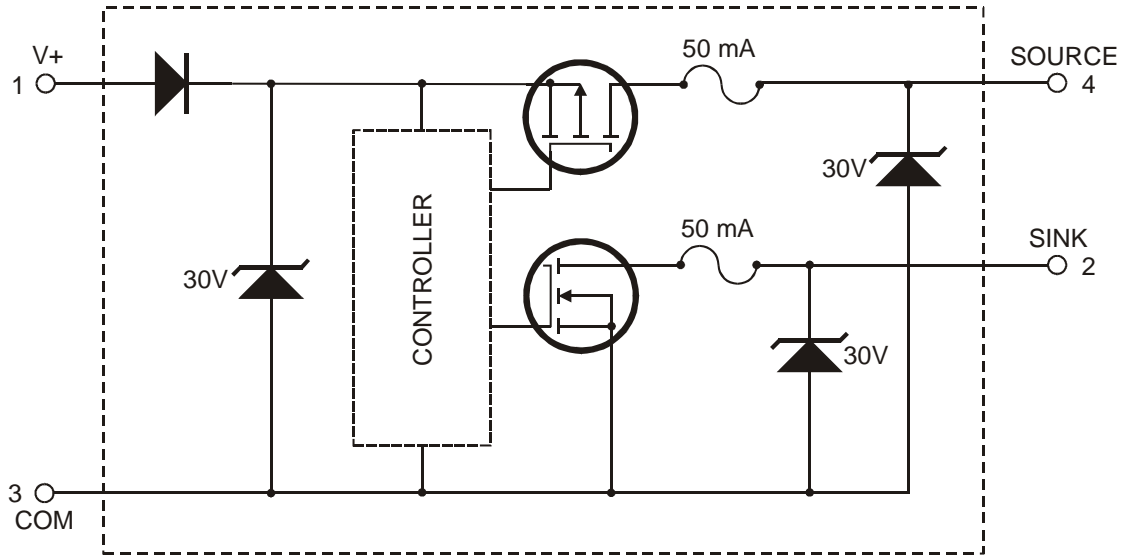 V+
1
50 mA
SOURCE
4
30V
CONTROLLER
50 mA
SINK
2
30V
30V
3
COM